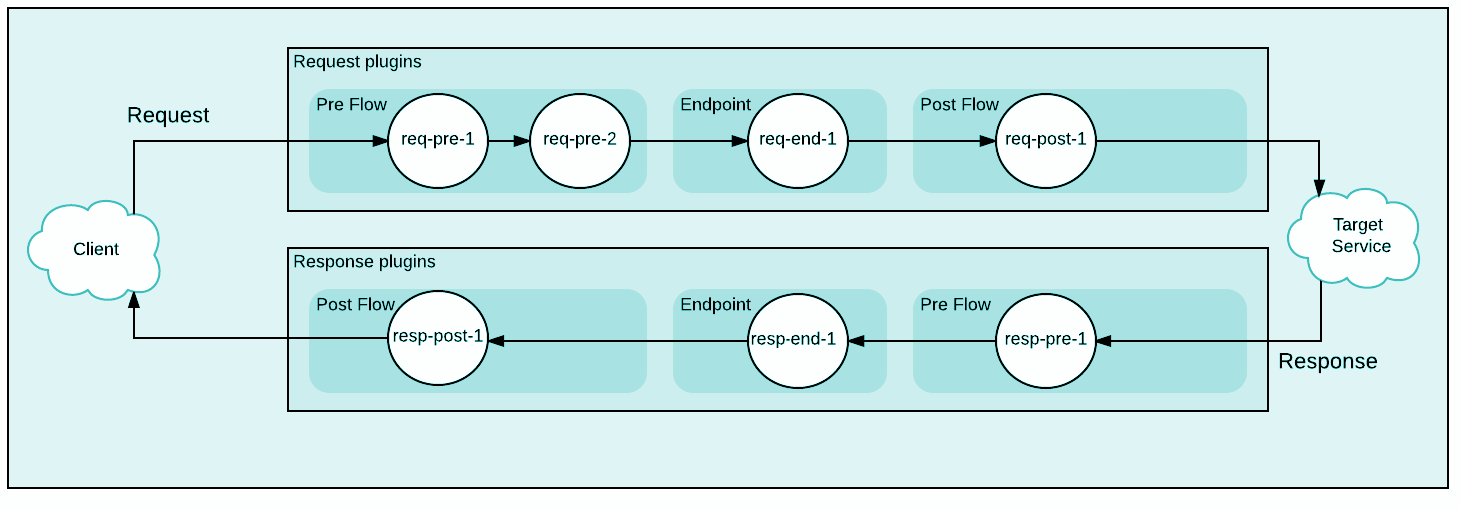 Request plugins
Pre Flow
Endpoint
Post Flow
Request
req-pre-1
req-pre-2
req-end-1
req-post-1
Client
Target
Service
Response plugins
Post Flow
Endpoint
Pre Flow
resp-post-1
resp-end-1
resp-pre-1
Response